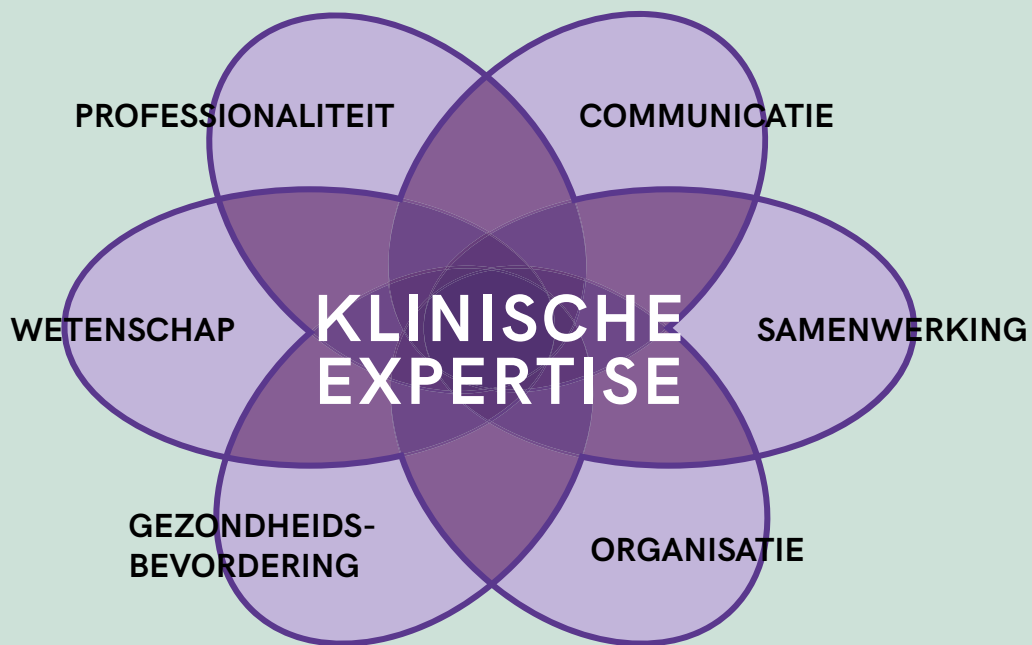 PROFESSIONALITEIT
COMMUNICATIE
WETENSCHAP
KLINISCHE
EXPERTISE
SAMENWERKING
GEZONDHEIDS-
BEVORDERING
ORGANISATIE